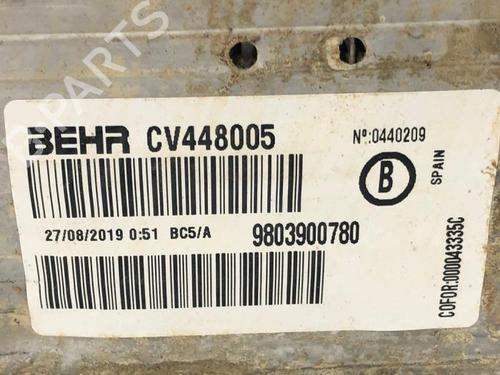 BEHR CV448005
Nº:0440209
B
SPAIN
27/08/2019 0:51 BC5/A 9803900780
COFOR:000043335C